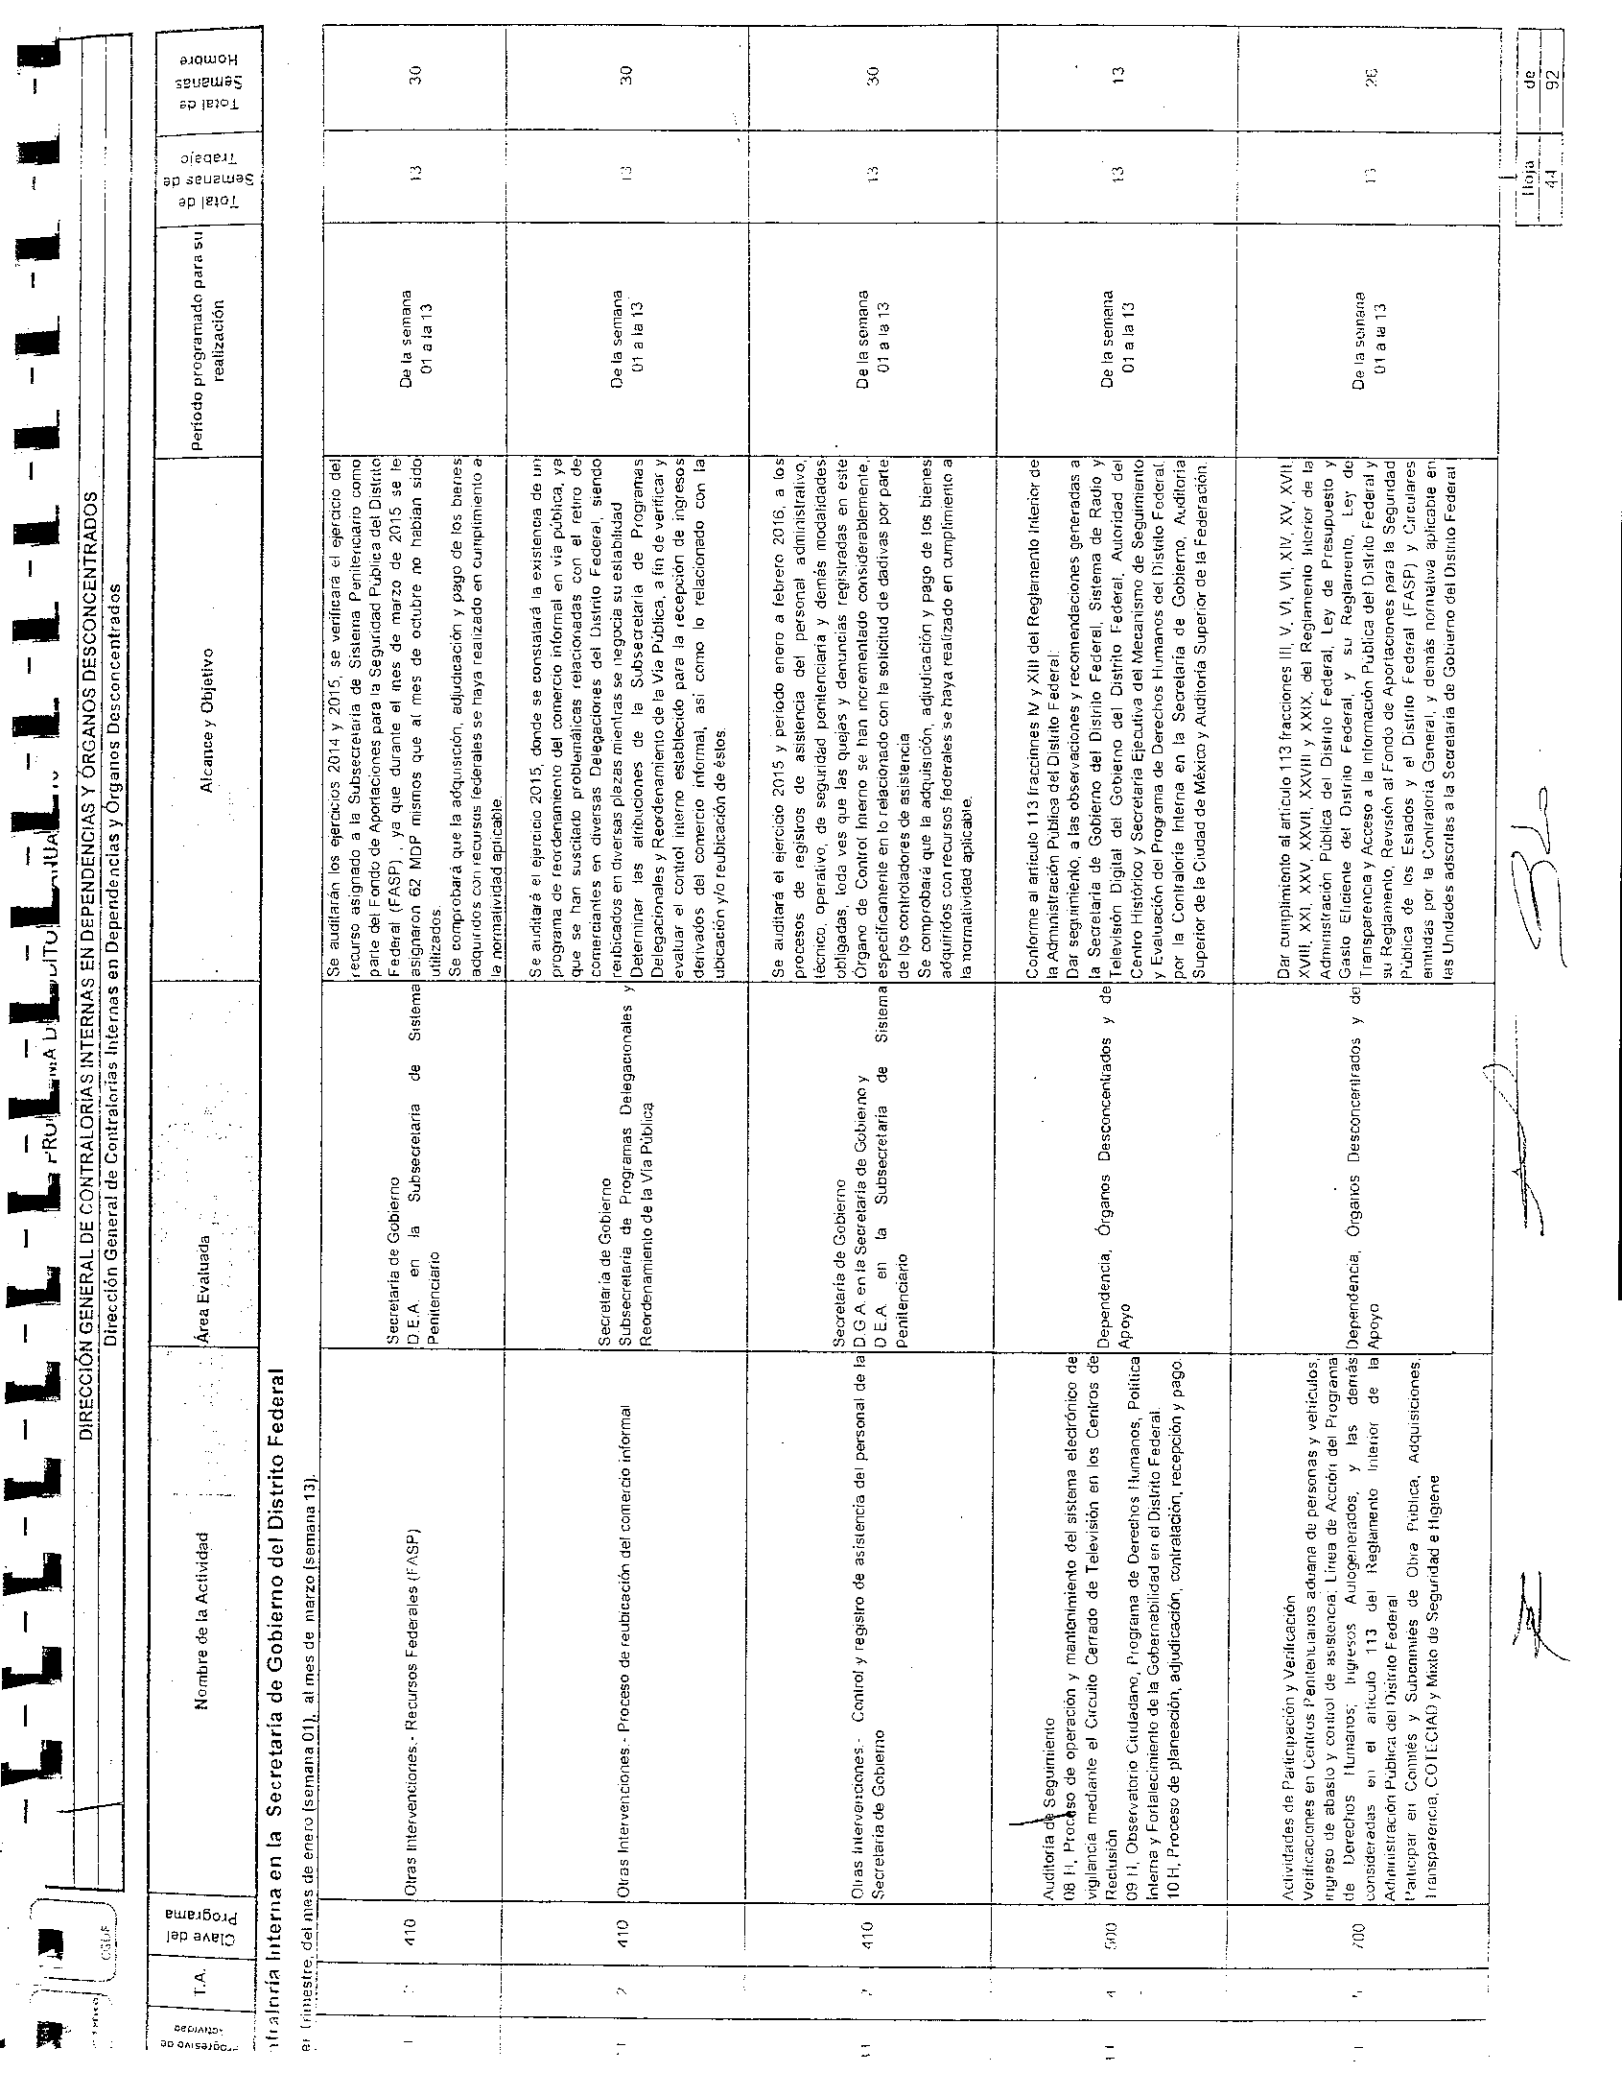 DIRECCIÓN GENERAL DE CONTRALORÍAS INTERNAS EN DEPENDENCIAS Y ÓRGANOS DESCONCENTRADOS
Dirección General de Contralorías Internas en Dependencias y Órganos Desconcentrados
T.A.
Clave del
Programa
Nombre de la Actividad
Área Evaluada
Alcance y Objetivo
Período programado para su
realización
Total de
Semanas de
Trabajo
Total de
Semanas
Hombre
Interna en la Secretaría de Gobierno del Distrito Federal
trimestre, del mes de enero (semana 01), al mes de marzo (semana 13).
410
Otras Intervenciones.- Recursos Federales (FASP)
Secretaría de Gobierno
D.E.A. en la Subsecretaria de Sistema
Penitenciario
Se auditarán los ejercicios 2014 y 2015, se verificará el ejercicio del
recurso asignado a la Subsecretaria de Sistema Penitenciario como
parte del Fondo de Aportaciones para la Seguridad Pública del Distrito
Federal (FASP) , ya que durante el mes de marzo de 2015 se le
asignaron 62 MDP mismos que al mes de octubre no habían sido
utilizados.
Se comprobará que la adquisición, adjudicación y pago de los bienes
adquiridos con recursos federales se haya realizado en cumplimiento a
la normatividad aplicable.
De la semana
01 a la 13
13
30
410
Otras Intervenciones.- Proceso de reubicación del comercio informal
Secretaría de Gobierno
Subsecretaria de Programas Delegacionales y
Reordenamiento de la Vía Pública
Se auditará el ejercicio 2015, donde se constatará la existencia de un
programa de reordenamiento del comercio informal en vía pública, ya
que se han suscitado problemáticas relacionadas con el retiro de
comerciantes en diversas Delegaciones del Distrito Federal, siendo
reubicados en diversas plazas mientras se negocia su estabilidad
Determinar las atribuciones de la Subsecretaria de Programas
Delegacionales y Reordenamiento de la Vía Pública, a fin de verificar y
evaluar el control interno establecido para la recepción de ingresos
derivados del comercio informal, así como lo relacionado con la
ubicación y/o reubicación de éstos.
De la semana
01 a la 13
13
30
410
Otras Intervenciones.- Control y registro de asistencia del personal de la
Secretaria de Gobierno
Secretaría de Gobierno
D.G.A. en la Secretaría de Gobierno y
D.E.A. en la Subsecretaría de Sistema
Penitenciario
Se auditará el ejercicio 2015 y periodo enero a febrero 2016, a los
procesos de registros de asistencia del personal administrativo,
técnico, operativo, de seguridad penitenciaria y demás modalidades
obligadas, toda ves que las quejas y denuncias registradas en este
Órgano de Control Interno se han incrementado considerablemente,
específicamente en lo relacionado con la solicitud de dadivas por parte
de los controladores de asistencia
Se comprobará que la adquisición, adjudicación y pago de los bienes
adquiridos con recursos federales se haya realizado en cumplimiento a
la normatividad aplicable.
De la semana
01 a la 13
13
30
500
Auditoría de Seguimiento
08 H, Proceso de operación y mantenimiento del sistema electrónico de
vigilancia mediante el Circuito Cerrado de Televisión en los Centros de
Reclusión
09 H, Observatorio Ciudadano, Programa de Derechos Humanos, Política
Interna y Fortalecimiento de la Gobernabilidad en el Distrito Federal.
10 H, Proceso de planeación, adjudicación, contratación, recepción y pago.
Dependencia, Órganos Desconcentrados y de
Apoyo
Conforme al artículo 113 fracciones IV y XIII del Reglamento Interior de
la Administración Pública del Distrito Federal:
Dar seguimiento, a las observaciones y recomendaciones generadas a
la Secretaría de Gobierno del Distrito Federal, Sistema de Radio y
Televisión Digital del Gobierno del Distrito Federal, Autoridad del
Centro Histórico y Secretaría Ejecutiva del Mecanismo de Seguimiento
y Evaluación del Programa de Derechos Humanos del Distrito Federal,
por la Contraloría Interna en la Secretaría de Gobierno, Auditoría
Superior de la Ciudad de México y Auditoría Superior de la Federación.
De la semana
01 a la 13
13
13
700
Actividades de Participación y Verificación
Verificaciones en Centros Penitenciarios aduana de personas y vehículos,
ingreso de abasto y control de asistencia; Línea de Acción del Programa
de Derechos Humanos; Ingresos Autogenerados, y las demás
consideradas en el artículo 113 del Reglamento Interior de la
Administración Pública del Distrito Federal
Participar en Comités y Subcomités de Obra Pública, Adquisiciones,
Transparencia, COTECIAD y Mixto de Seguridad e Higiene
Dependencia, Órganos Desconcentrados y de
Apoyo
Dar cumplimiento al artículo 113 fracciones III, V, VI, VII, XIV, XV, XVII,
XVIII, XXI, XXV, XXVII, XXVIII y XXIX, del Reglamento Interior de la
Administración Pública del Distrito Federal, Ley de Presupuesto y
Gasto Eficiente del Distrito Federal, y su Reglamento, Ley de
Transparencia y Acceso a la Información Pública del Distrito Federal y
su Reglamento, Revisión al Fondo de Aportaciones para la Seguridad
Pública de los Estados y el Distrito Federal (FASP) y Circulares
emitidas por la Contraloría General, y demás normativa aplicable en
las Unidades adscritas a la Secretaría de Gobierno del Distrito Federal
De la semana
01 a la 13
13
26
Hoja
de
44
92